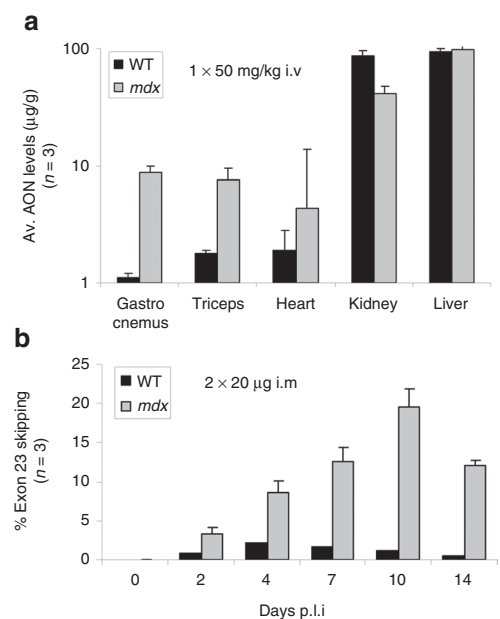 a
Av. AON levels (µg/g)
(n = 3)
100
10
1
WT
mdx
1 × 50 mg/kg i.v
Gastro
cnemus
Triceps
Heart
Kidney
Liver
b
% Exon 23 skipping
(n = 3)
25
20
15
10
5
0
WT
mdx
2 × 20 µg i.m
0
2
4
7
10
14
Days p.l.i